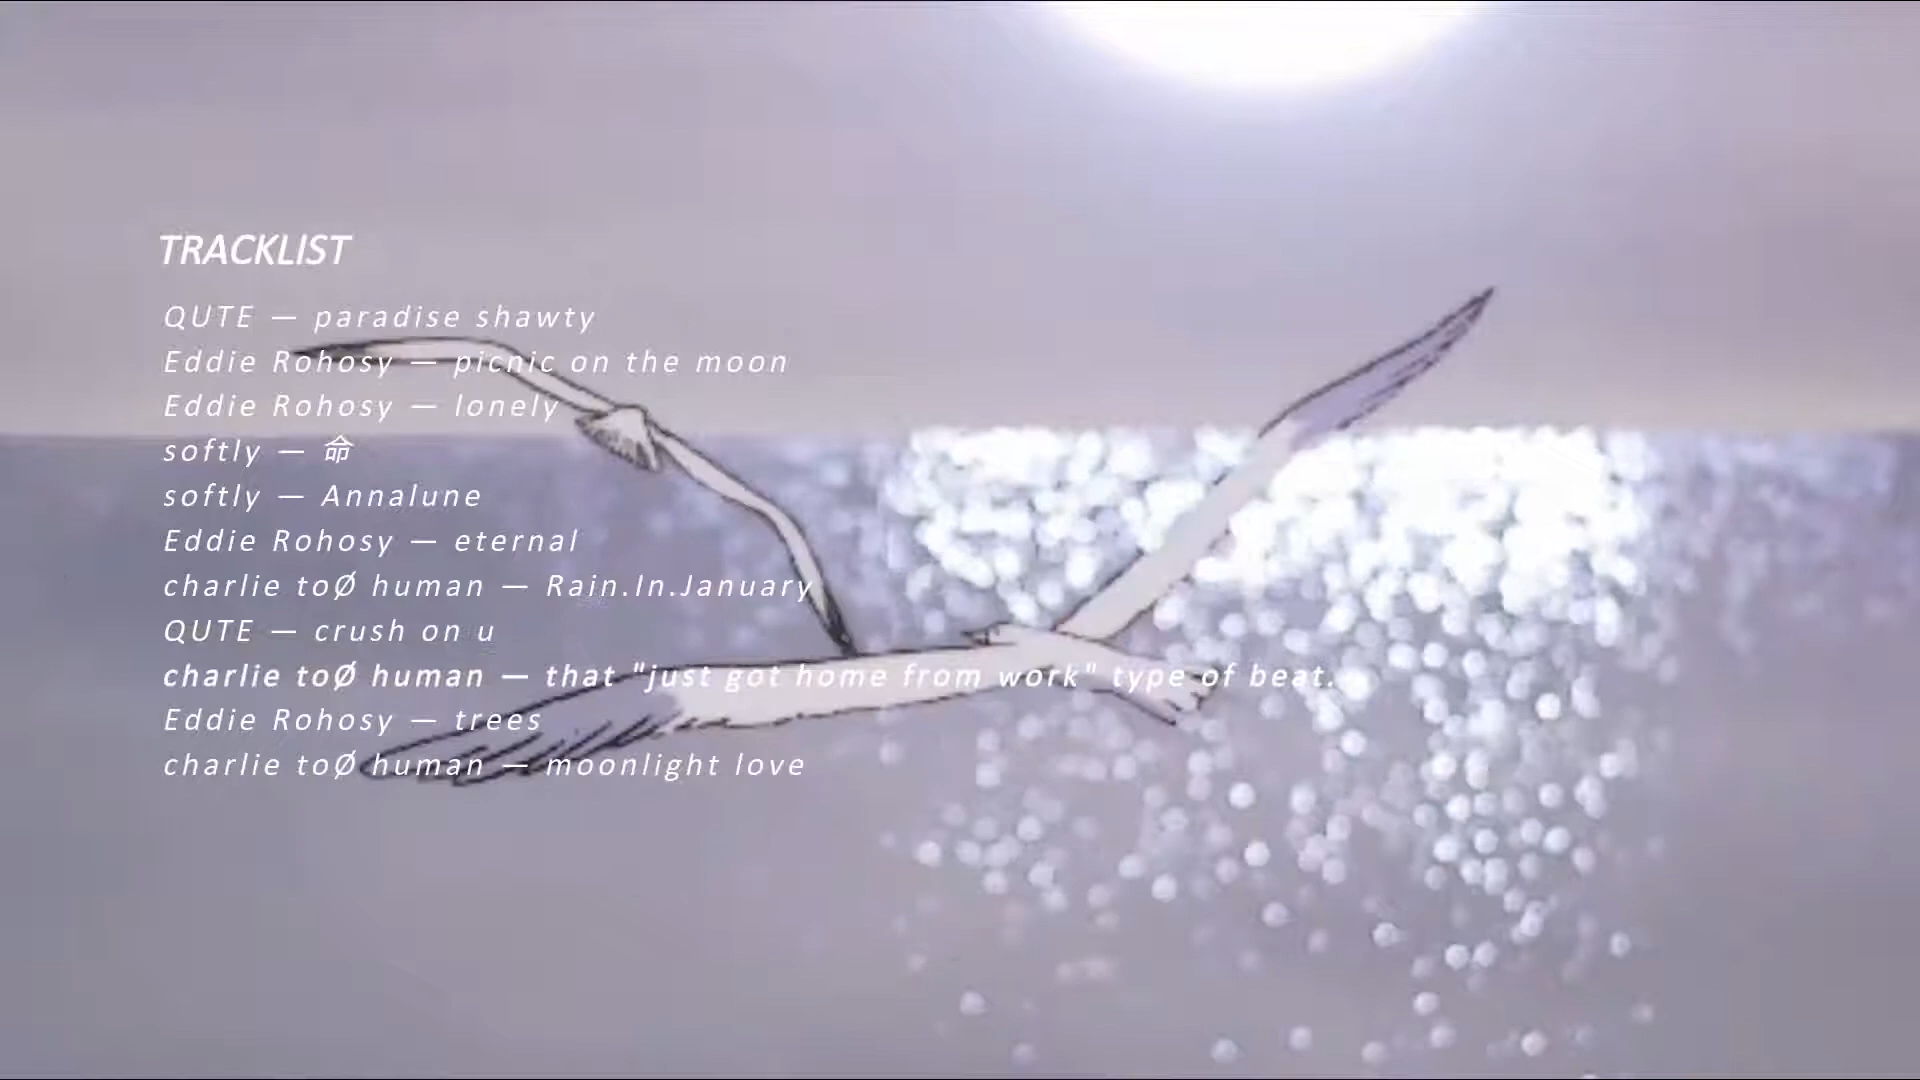 TRACKLIST
QUTE — paradise shawty
Eddie Rohosy — picnic on the moon
Eddie Rohosy — lonely
softly — 命
softly — Annalune
Eddie Rohosy — eternal
charlie toØ human — Rain.In.January
QUTE — crush on u
charlie toØ human — that "just got home from work" type of beat.
Eddie Rohosy — trees
charlie toØ human — moonlight love